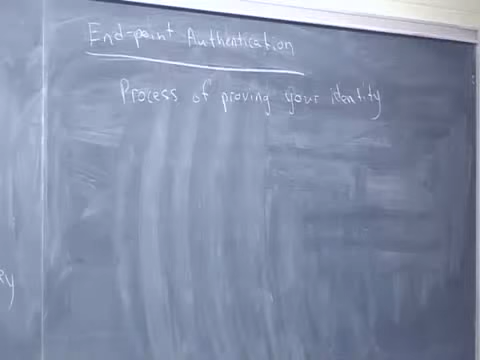 End-point Authentication
Process of proving your identity